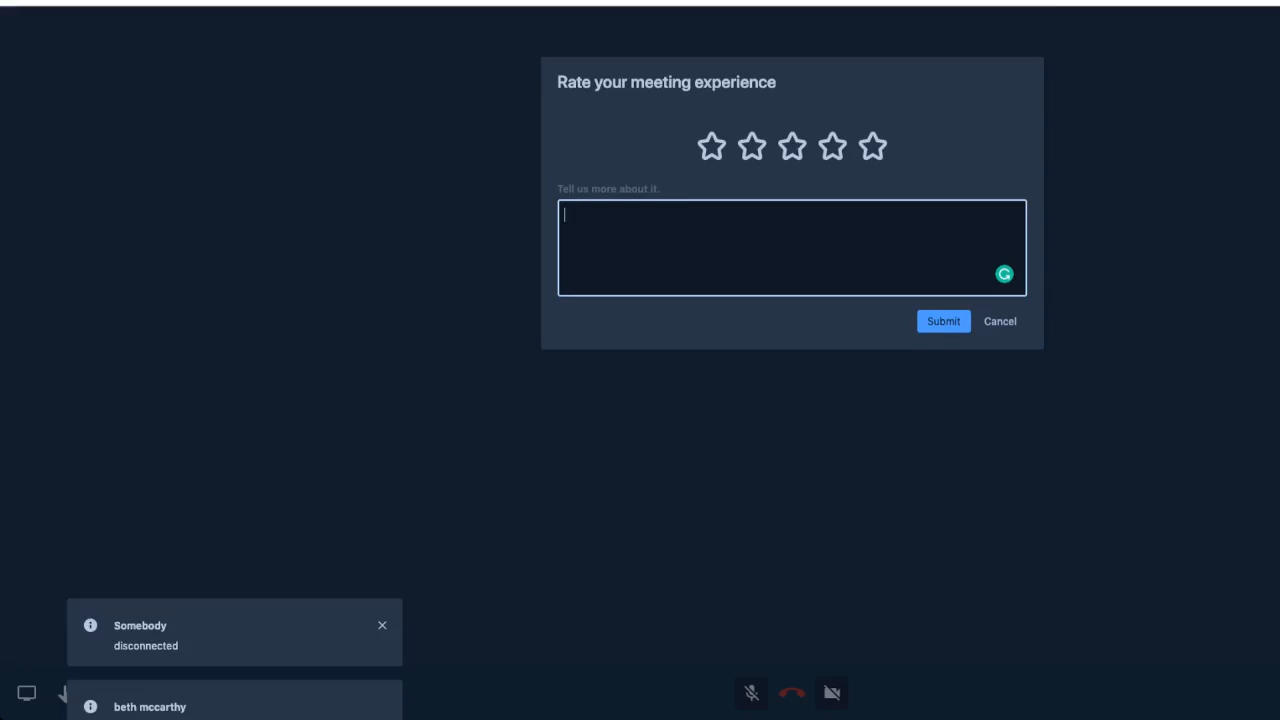 Rate your meeting experience
Tell us more about it.
Submit
Cancel
Somebody
disconnected
beth mccarthy